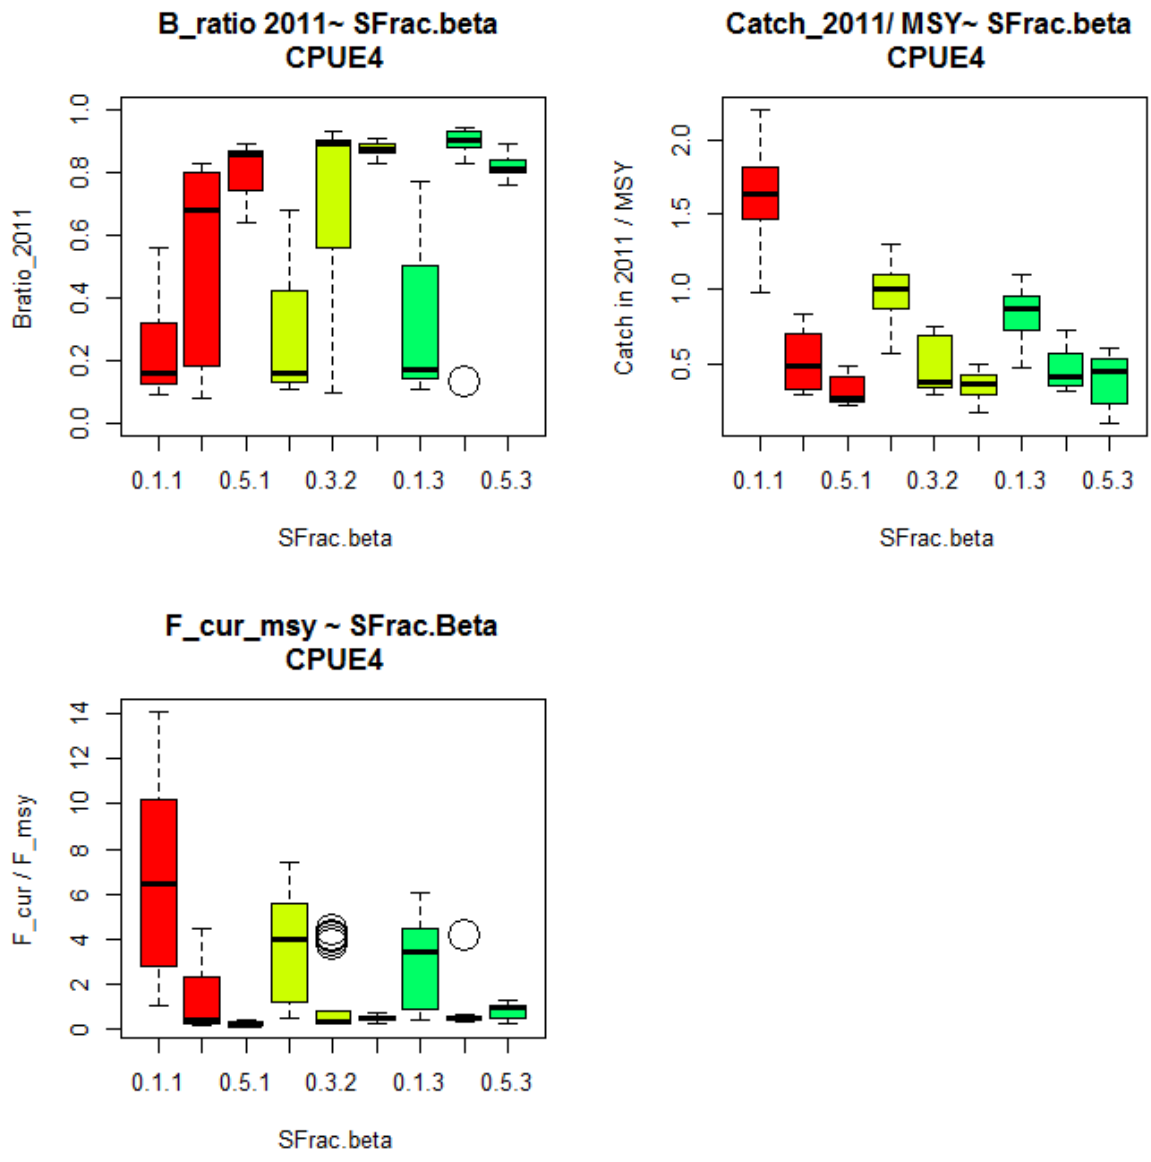 B_ratio 2011~ SFrac.beta
CPUE4
Bratio_2011
1.0
0.8
0.6
0.4
0.2
0.0
0.1.1
0.5.1
0.3.2
0.1.3
0.5.3
SFrac.beta
Catch_2011/ MSY~ SFrac.beta
CPUE4
Catch in 2011 / MSY
2.0
1.5
1.0
0.5
0.1.1
0.5.1
0.3.2
0.1.3
0.5.3
SFrac.beta
F_cur_msy ~ SFrac.Beta
CPUE4
F_cur / F_msy
14
12
10
8
6
4
2
0
0.1.1
0.5.1
0.3.2
0.1.3
0.5.3
SFrac.beta